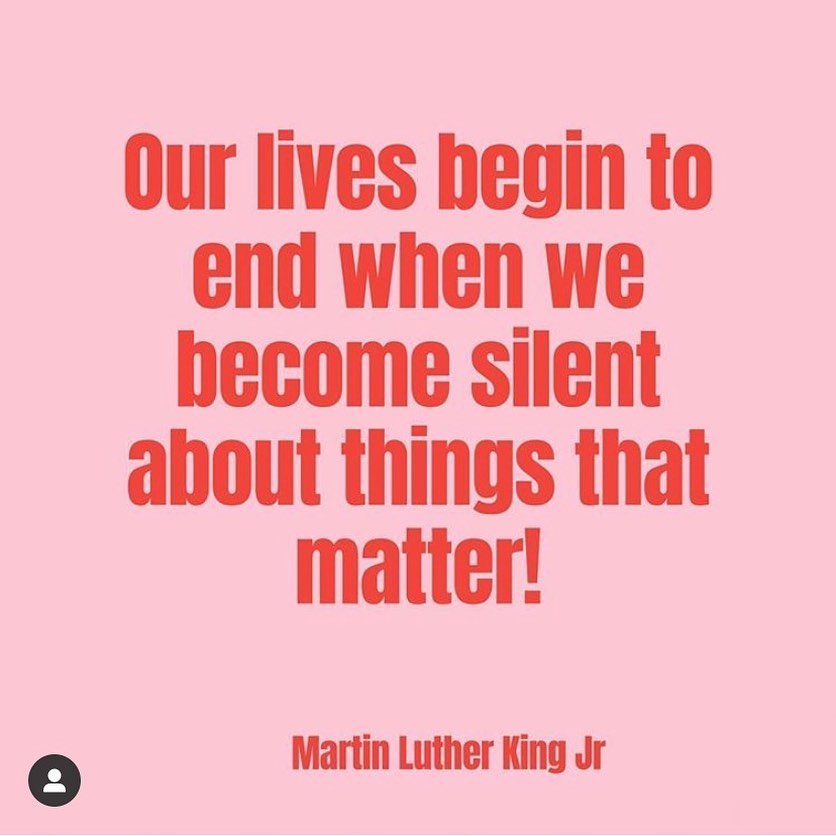 Our lives begin to
end when we
become silent
about things that
matter!
Martin Luther King Jr